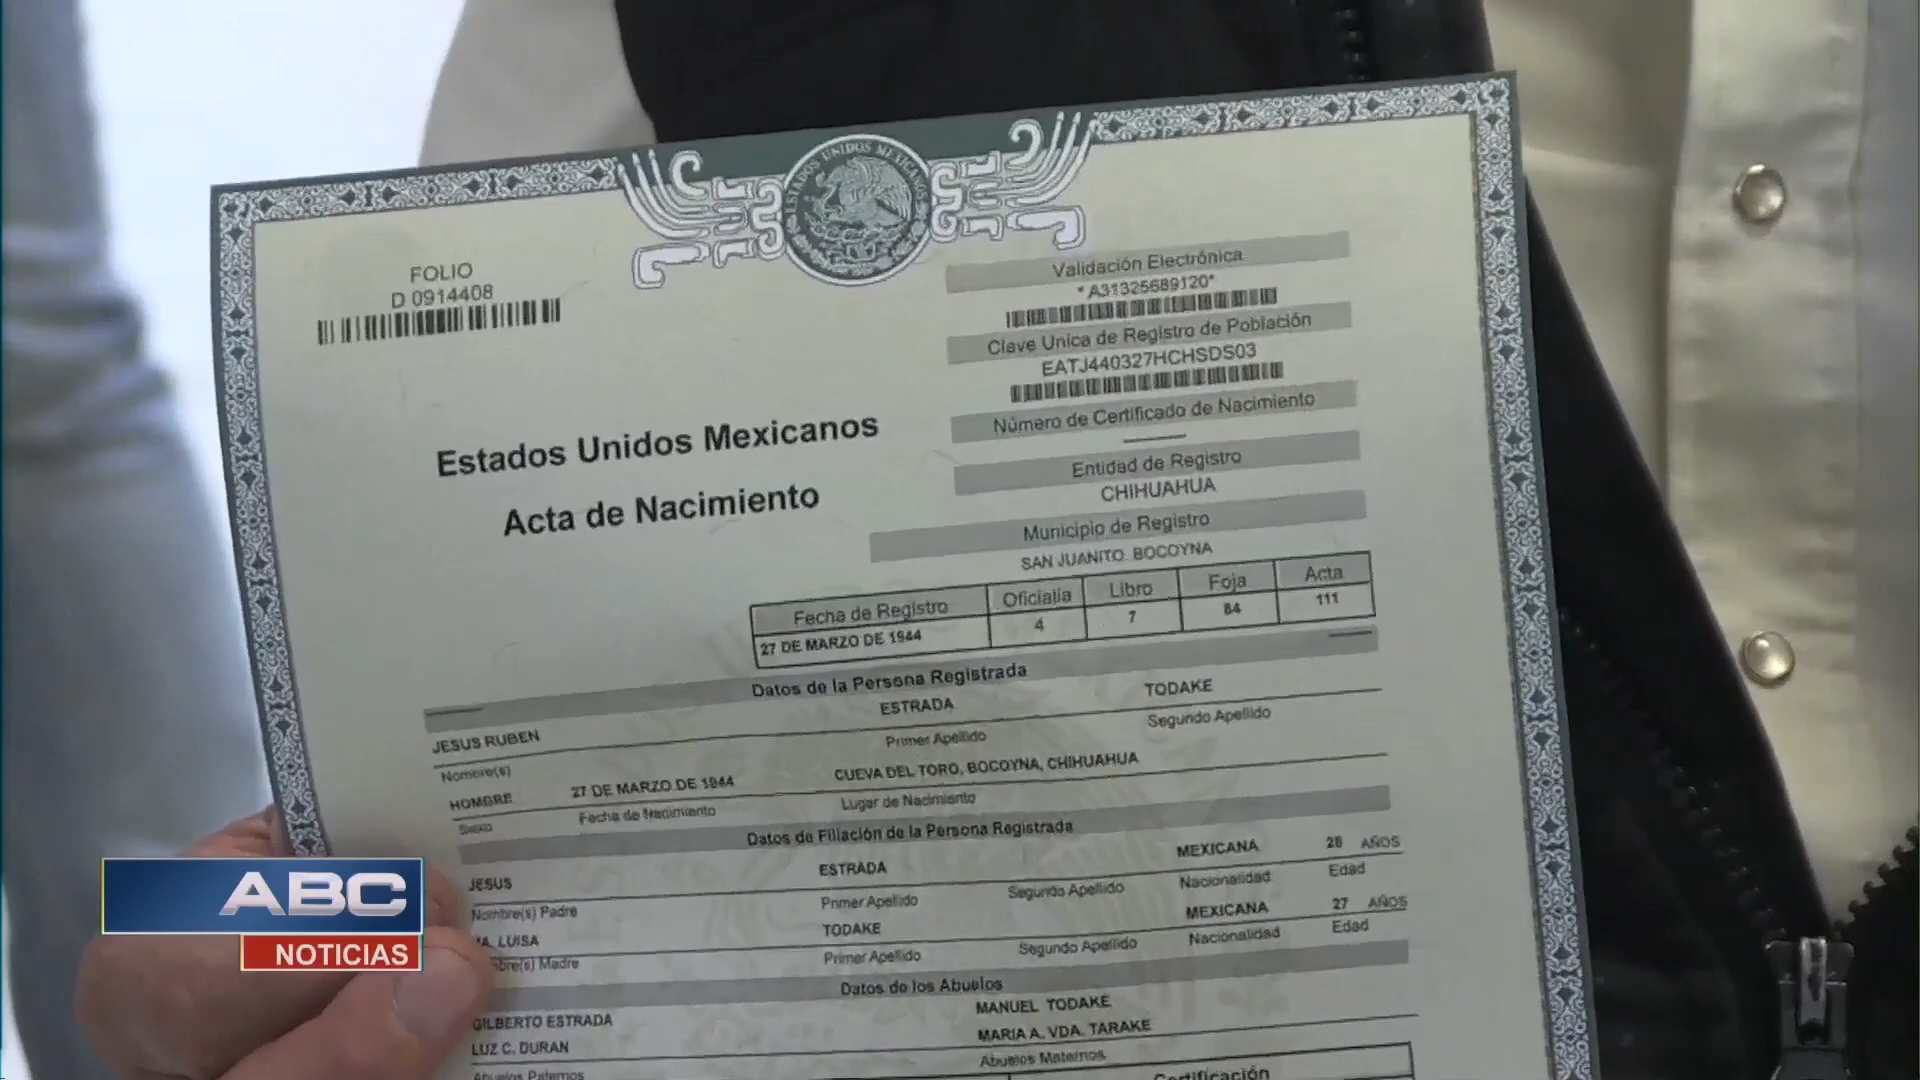 ESTADOS UNIDOS MEXICANOS
FOLIO
D 0914408
Validación Electrónica
*A31325689120*
Clave Unica de Registro de Población
EATJ440327HCHSDS03
Número de Certificado de Nacimiento
Entidad de Registro
CHIHUAHUA
Municipio de Registro
SAN JUANITO. BOCOYNA
Estados Unidos Mexicanos
Acta de Nacimiento
Fecha de Registro Oficialia Libro Foja Acta
27 DE MARZO DE 1944 4 7 84 111
Datos de la Persona Registrada
JESUS RUBEN ESTRADA TODAKE
Nombre(s) Primer Apellido Segundo Apellido
HOMBRE 27 DE MARZO DE 1944 CUEVA DEL TORO, BOCOYNA, CHIHUAHUA
Sexo Fecha de Nacimiento Lugar de Nacimiento
Datos de Filiación de la Persona Registrada
JESUS ESTRADA MEXICANA 28 AÑOS
Nombre(s) Padre Primer Apellido Segundo Apellido Nacionalidad Edad
A. LUISA TODAKE MEXICANA 27 AÑOS
bre(s) Madre Primer Apellido Segundo Apellido Nacionalidad Edad
Datos de los Abuelos
GILBERTO ESTRADA MANUEL TODAKE
LUZ C. DURAN MARIA A. VDA. TARAKE
Abuelos Paternos Abuelos Maternos
Certificación
ABC
NOTICIAS